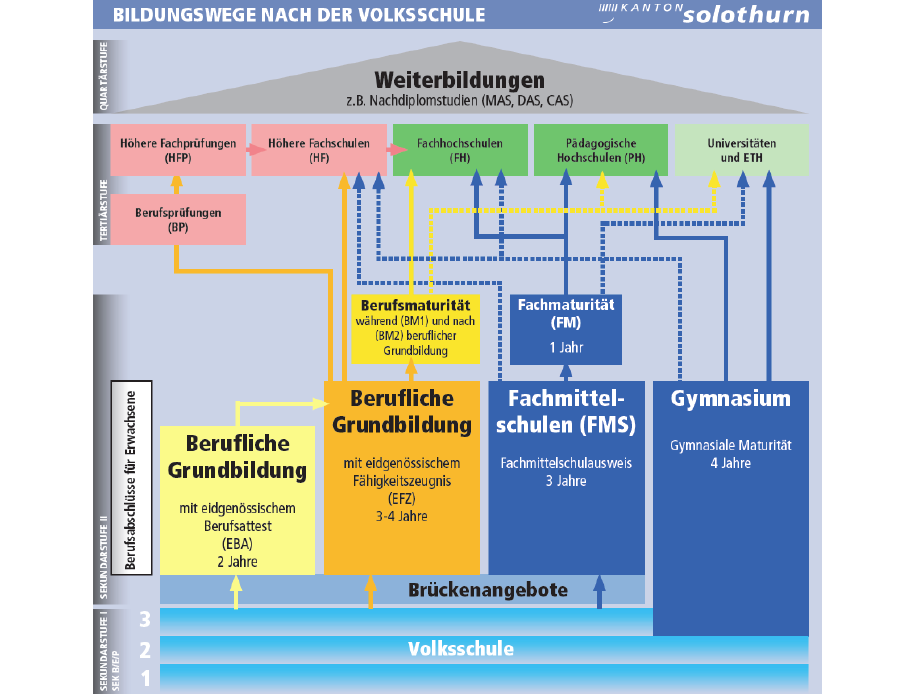 BILDUNGSWEGE NACH DER VOLKSSCHULE
KANTON solothurn
QUARTÄRSTUFE
Weiterbildungen
z.B. Nachdiplomstudien (MAS, DAS, CAS)
TERTIÄRSTUFE
Höhere Fachprüfungen
(HFP)
Höhere Fachschulen
(HF)
Fachhochschulen
(FH)
Pädagogische
Hochschulen (PH)
Universitäten
und ETH
Berufsprüfungen
(BP)
Berufsmaturität
während (BM1) und nach
(BM2) beruflicher
Grundbildung
Fachmaturität
(FM)
1 Jahr
SEKUNDARSTUFE II
Berufsabschlüsse für Erwachsene
Berufliche
Grundbildung
mit eidgenössischem
Berufsattest
(EBA)
2 Jahre
Berufliche
Grundbildung
mit eidgenössischem
Fähigkeitszeugnis
(EFZ)
3-4 Jahre
Fachmittel-
schulen (FMS)
Fachmittelschulausweis
3 Jahre
Gymnasium
Gymnasiale Maturität
4 Jahre
Brückenangebote
SEKUNDARSTUFE I
SEK B/E/P
3
2
Volksschule
1